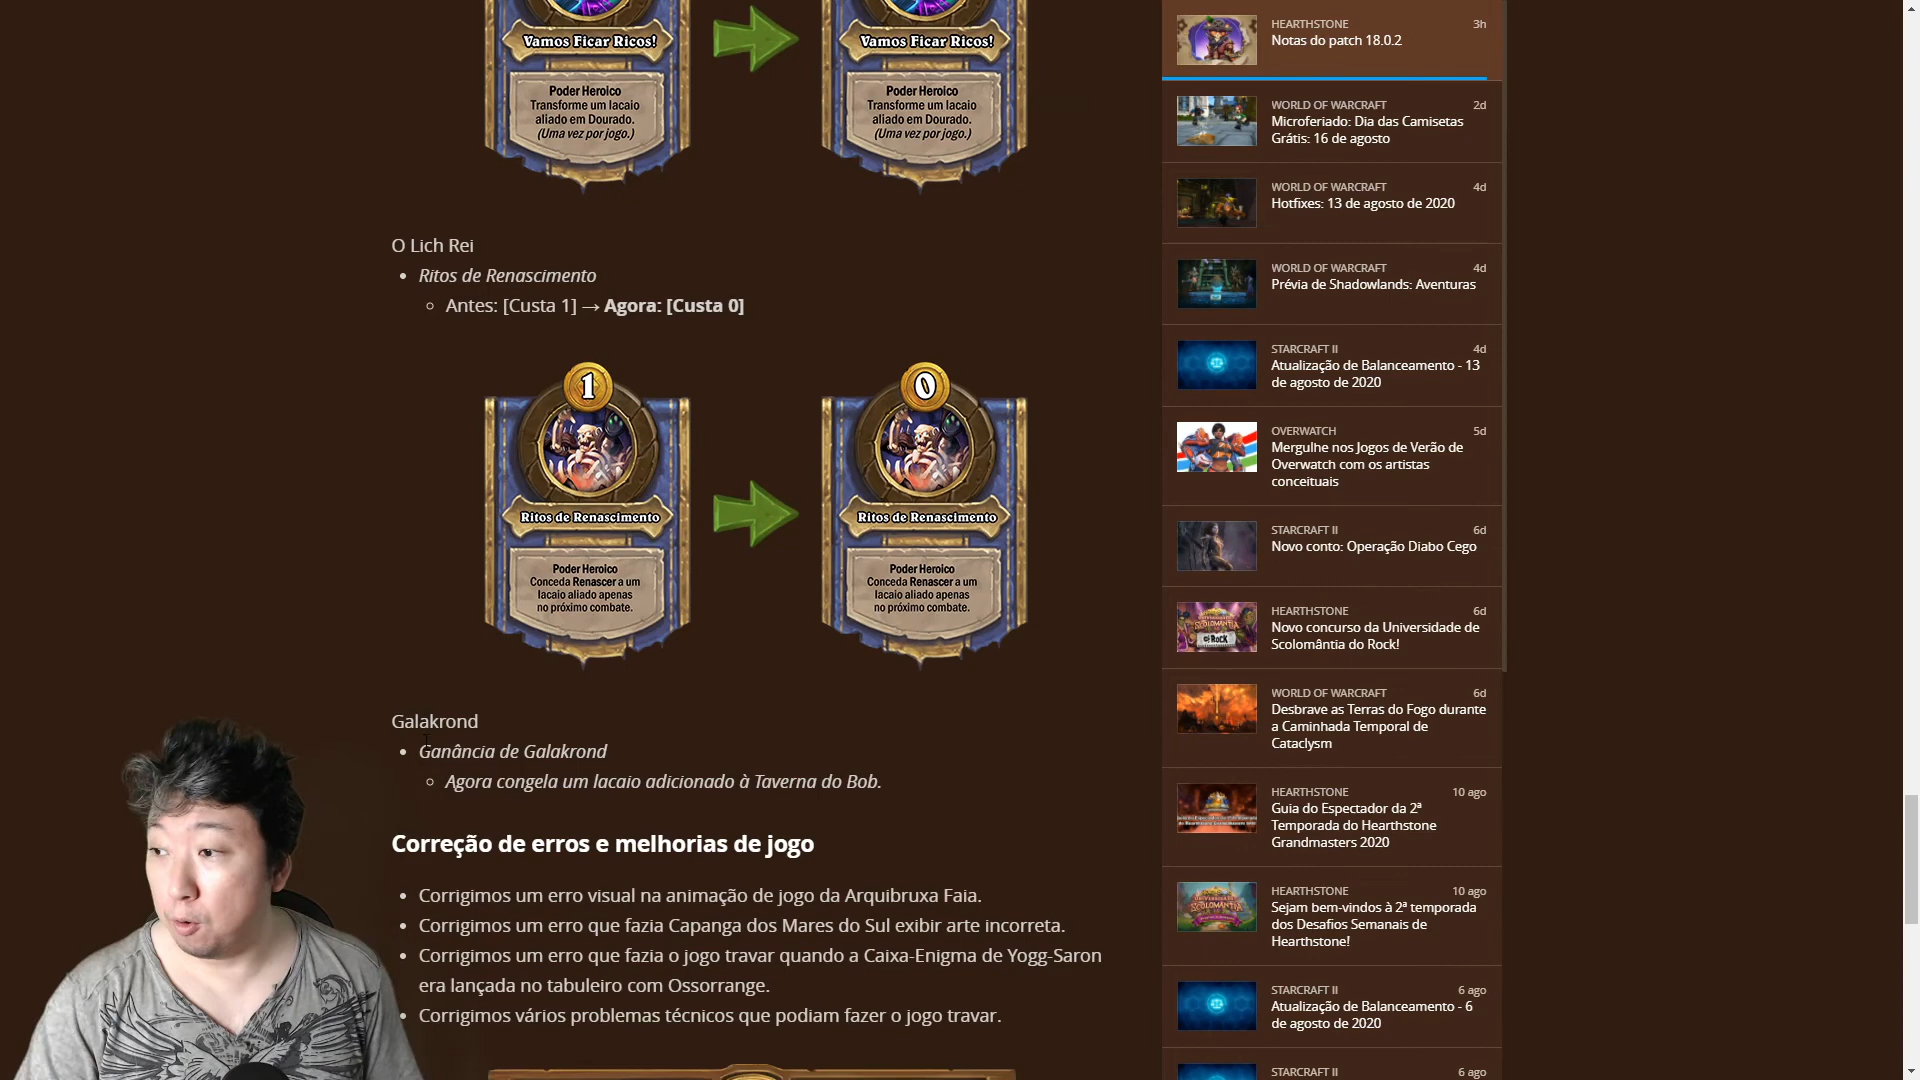 Vamos Ficar Ricos!
Poder Heroico
Transforme um lacaio
aliado em Dourado.
(Uma vez por jogo.)
Vamos Ficar Ricos!
Poder Heroico
Transforme um lacaio
aliado em Dourado.
(Uma vez por jogo.)
O Lich Rei
• Ritos de Renascimento
○ Antes: [Custa 1] → Agora: [Custa 0]
1
Ritos de Renascimento
Poder Heroico
Conceda Renascer a um
lacaio aliado apenas
no próximo combate.
0
Ritos de Renascimento
Poder Heroico
Conceda Renascer a um
lacaio aliado apenas
no próximo combate.
Galakrond
• Ganância de Galakrond
○ Agora congela um lacaio adicionado à Taverna do Bob.
Correção de erros e melhorias de jogo
• Corrigimos um erro visual na animação de jogo da Arquibruxa Faia.
• Corrigimos um erro que fazia Capanga dos Mares do Sul exibir arte incorreta.
• Corrigimos um erro que fazia o jogo travar quando a Caixa-Enigma de Yogg-Saron
era lançada no tabuleiro com Ossorrange.
• Corrigimos vários problemas técnicos que podiam fazer o jogo travar.
HEARTHSTONE 3h
Notas do patch 18.0.2
WORLD OF WARCRAFT 2d
Microferiado: Dia das Camisetas
Grátis: 16 de agosto
WORLD OF WARCRAFT 4d
Hotfixes: 13 de agosto de 2020
WORLD OF WARCRAFT 4d
Prévia de Shadowlands: Aventuras
STARCRAFT II 4d
Atualização de Balanceamento - 13
de agosto de 2020
OVERWATCH 5d
Mergulhe nos Jogos de Verão de
Overwatch com os artistas
conceituais
STARCRAFT II 6d
Novo conto: Operação Diabo Cego
HEARTHSTONE 6d
Novo concurso da Universidade de
Scolomântia do Rock!
WORLD OF WARCRAFT 6d
Desbrave as Terras do Fogo durante
a Caminhada Temporal de
Cataclysm
HEARTHSTONE 10 ago
Guia do Espectador da 2ª
Temporada do Hearthstone
Grandmasters 2020
HEARTHSTONE 10 ago
Sejam bem-vindos à 2ª temporada
dos Desafios Semanais de
Hearthstone!
STARCRAFT II 6 ago
Atualização de Balanceamento - 6
de agosto de 2020
STARCRAFT II 6 ago